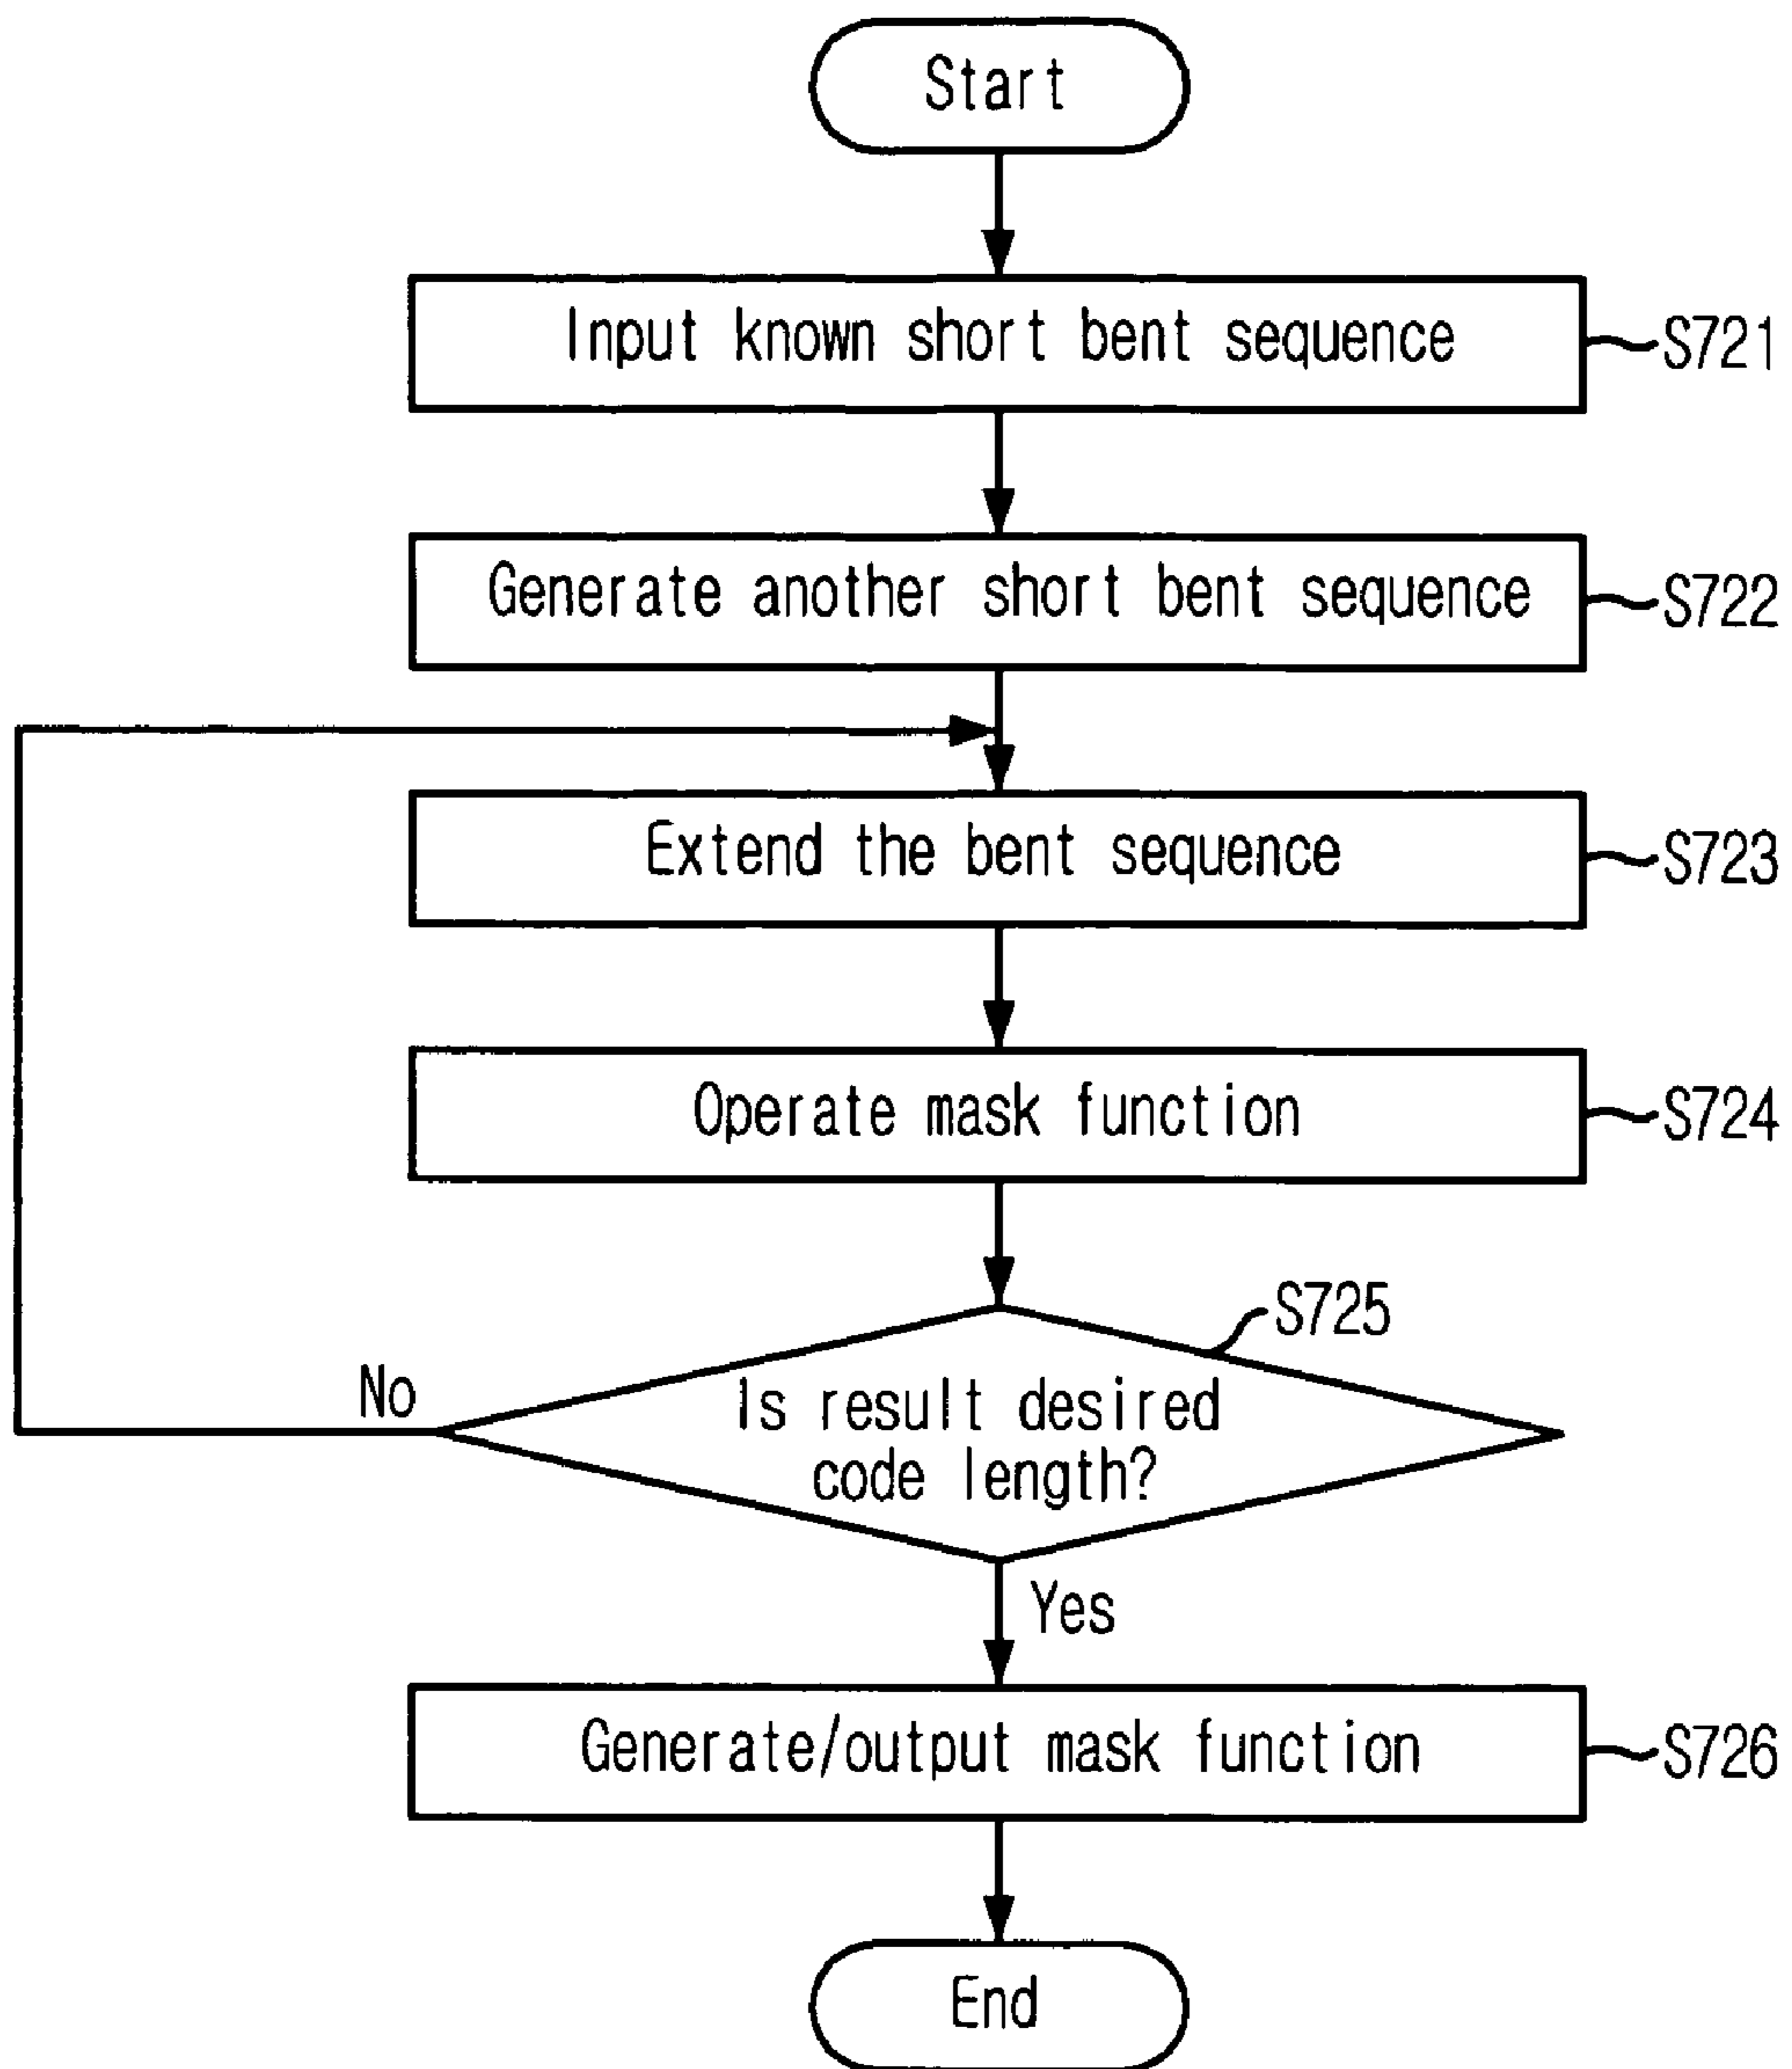 Start
Input known short bent sequence
S721
Generate another short bent sequence
S722
Extend the bent sequence
S723
Operate mask function
S724
S725
No
Is result desired
code length?
Yes
Generate/output mask function
S726
End